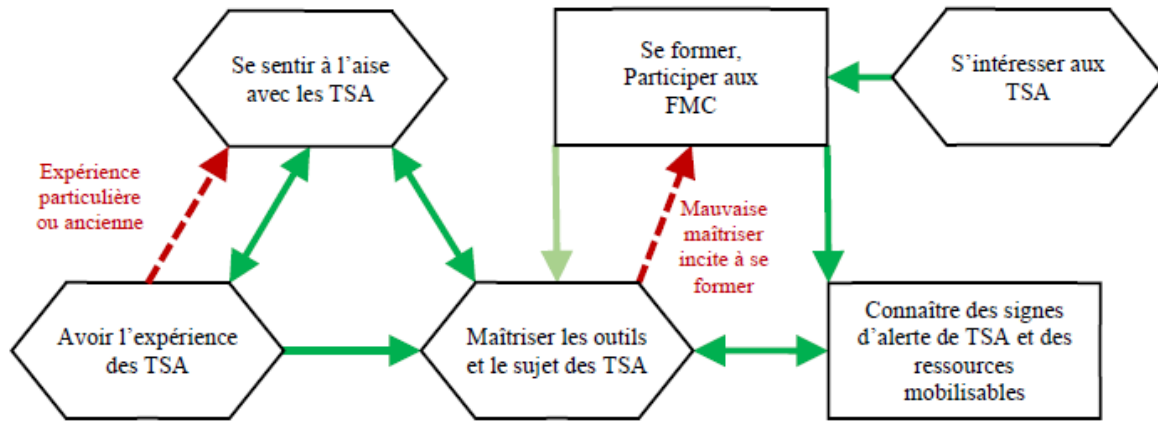 Se sentir à l’aise
avec les TSA
Se former,
Participer aux
FMC
S’intéresser aux
TSA
Expérience
particulière
ou ancienne
Mauvaise
maîtriser
incite à se
former
Avoir l’expérience
des TSA
Maîtriser les outils
et le sujet des TSA
Connaître des signes
d’alerte de TSA et des
ressources
mobilisables